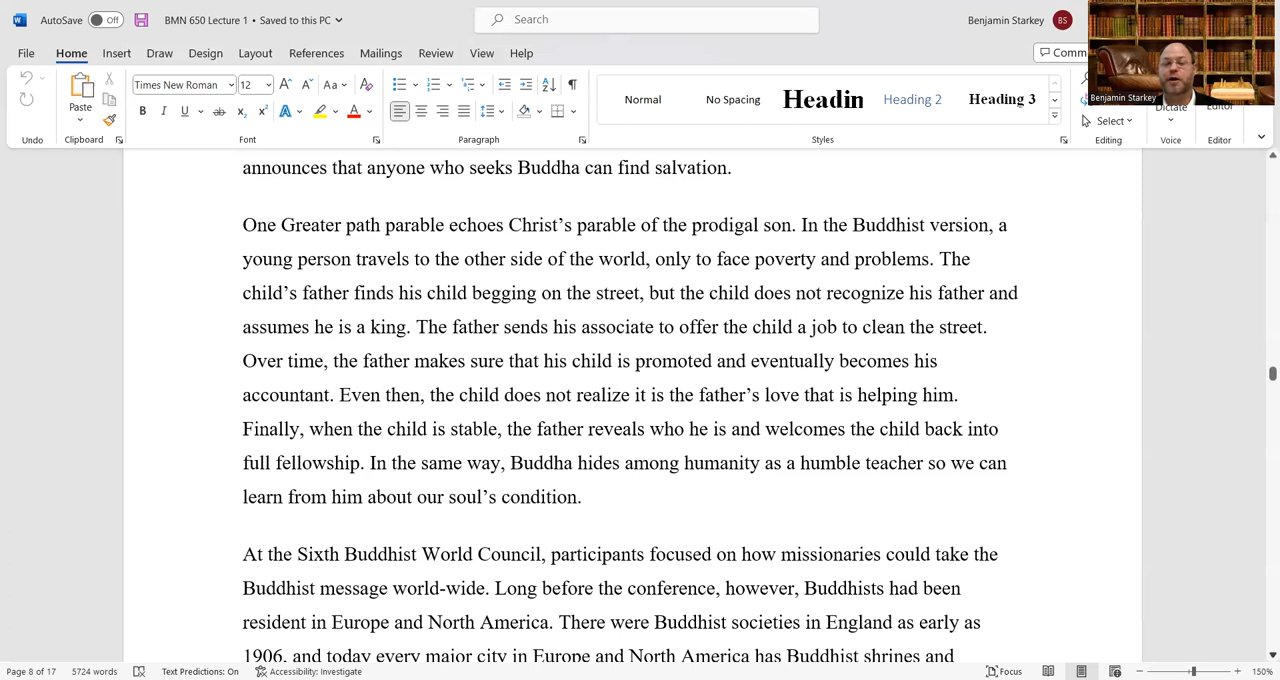 AutoSave Off BMN 650 Lecture 1 • Saved to this PC Search Benjamin Starkey BS
File Home Insert Draw Design Layout References Mailings Review View Help Comm
Times New Roman 12 Aa
Paste B I U ab x₂ x² A A Normal No Spacing Headin Heading 2 Heading 3 Benjamin Starkey Dictate Editor
Select
Undo Clipboard Font Paragraph Styles Editing Voice Editor
announces that anyone who seeks Buddha can find salvation.
One Greater path parable echoes Christ’s parable of the prodigal son. In the Buddhist version, a
young person travels to the other side of the world, only to face poverty and problems. The
child’s father finds his child begging on the street, but the child does not recognize his father and
assumes he is a king. The father sends his associate to offer the child a job to clean the street.
Over time, the father makes sure that his child is promoted and eventually becomes his
accountant. Even then, the child does not realize it is the father’s love that is helping him.
Finally, when the child is stable, the father reveals who he is and welcomes the child back into
full fellowship. In the same way, Buddha hides among humanity as a humble teacher so we can
learn from him about our soul’s condition.
At the Sixth Buddhist World Council, participants focused on how missionaries could take the
Buddhist message world-wide. Long before the conference, however, Buddhists had been
resident in Europe and North America. There were Buddhist societies in England as early as
1906, and today every major city in Europe and North America has Buddhist shrines and
Page 8 of 17 5724 words Text Predictions: On Accessibility: Investigate Focus 150%